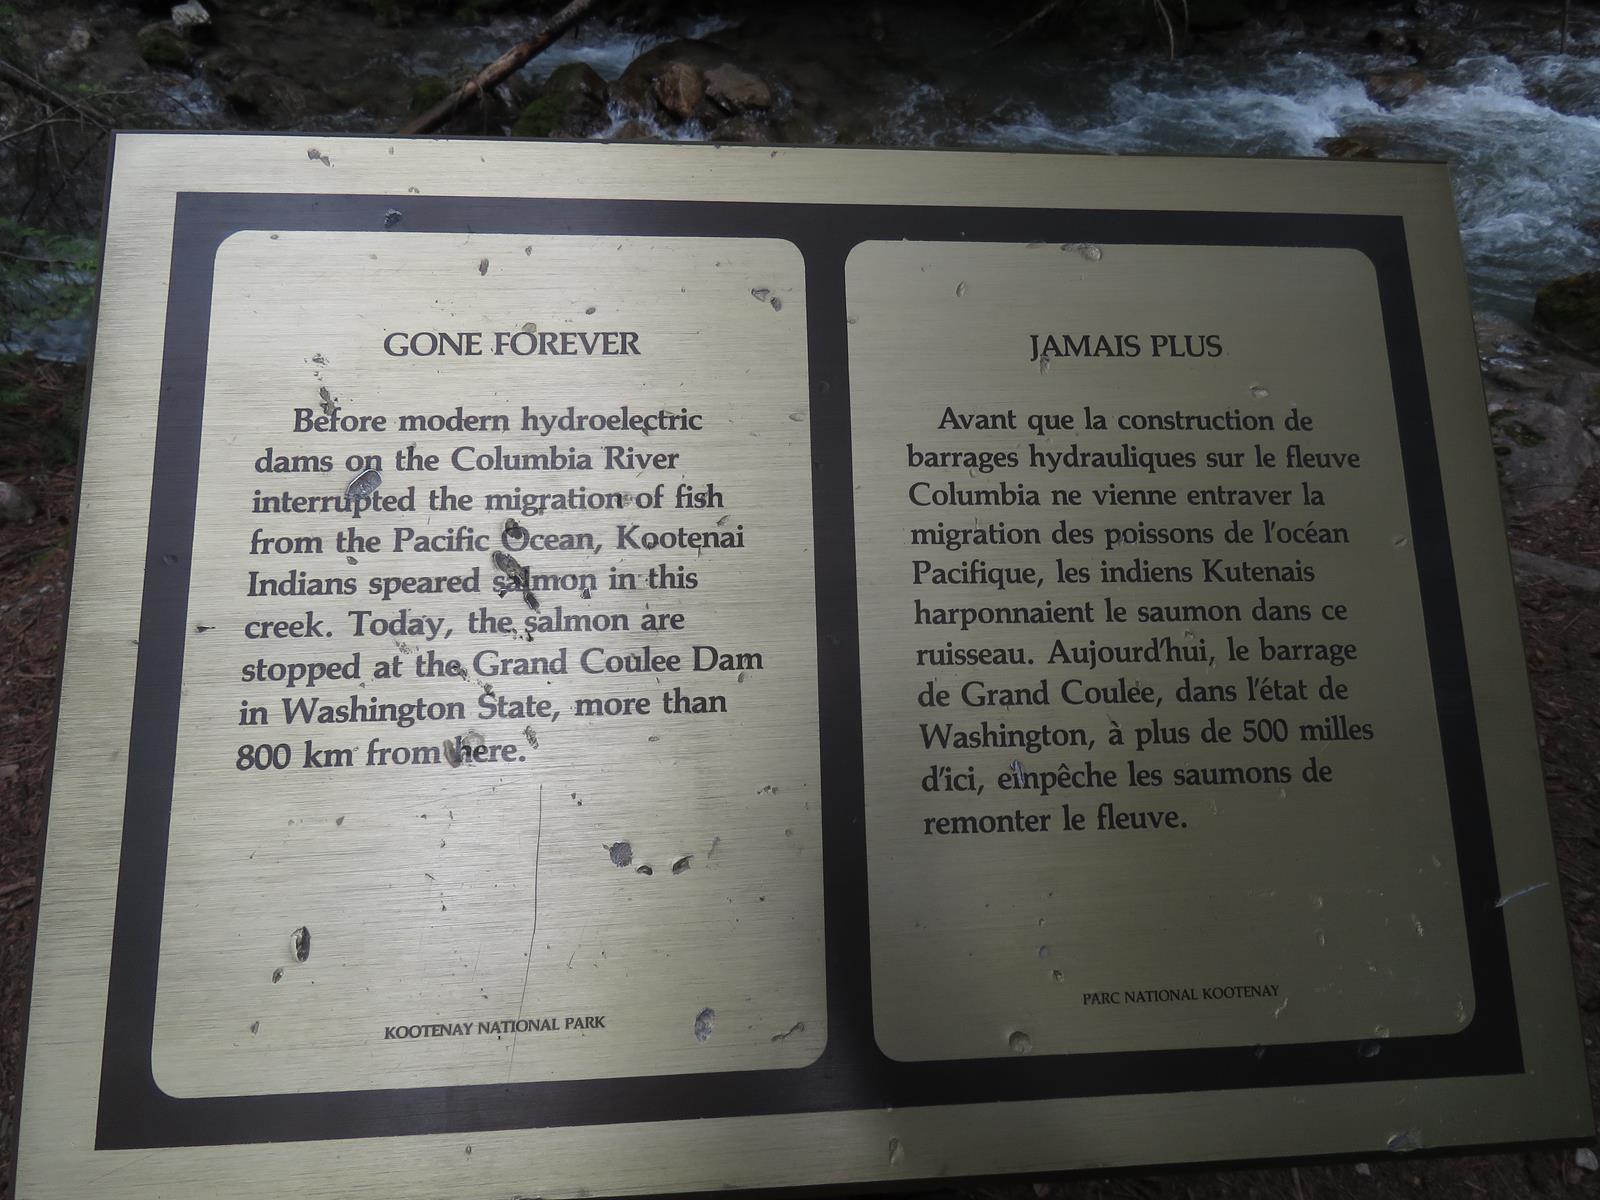 GONE FOREVER
Before modern hydroelectric
dams on the Columbia River
interrupted the migration of fish
from the Pacific Ocean, Kootenai
Indians speared salmon in this
creek. Today, the salmon are
stopped at the Grand Coulee Dam
in Washington State, more than
800 km from here.
KOOTENAY NATIONAL PARK
JAMAIS PLUS
Avant que la construction de
barrages hydrauliques sur le fleuve
Columbia ne vienne entraver la
migration des poissons de l'océan
Pacifique, les indiens Kutenais
harponnaient le saumon dans ce
ruisseau. Aujourd'hui, le barrage
de Grand Coulee, dans l'état de
Washington, à plus de 500 milles
d'ici, empêche les saumons de
remonter le fleuve.
PARC NATIONAL KOOTENAY